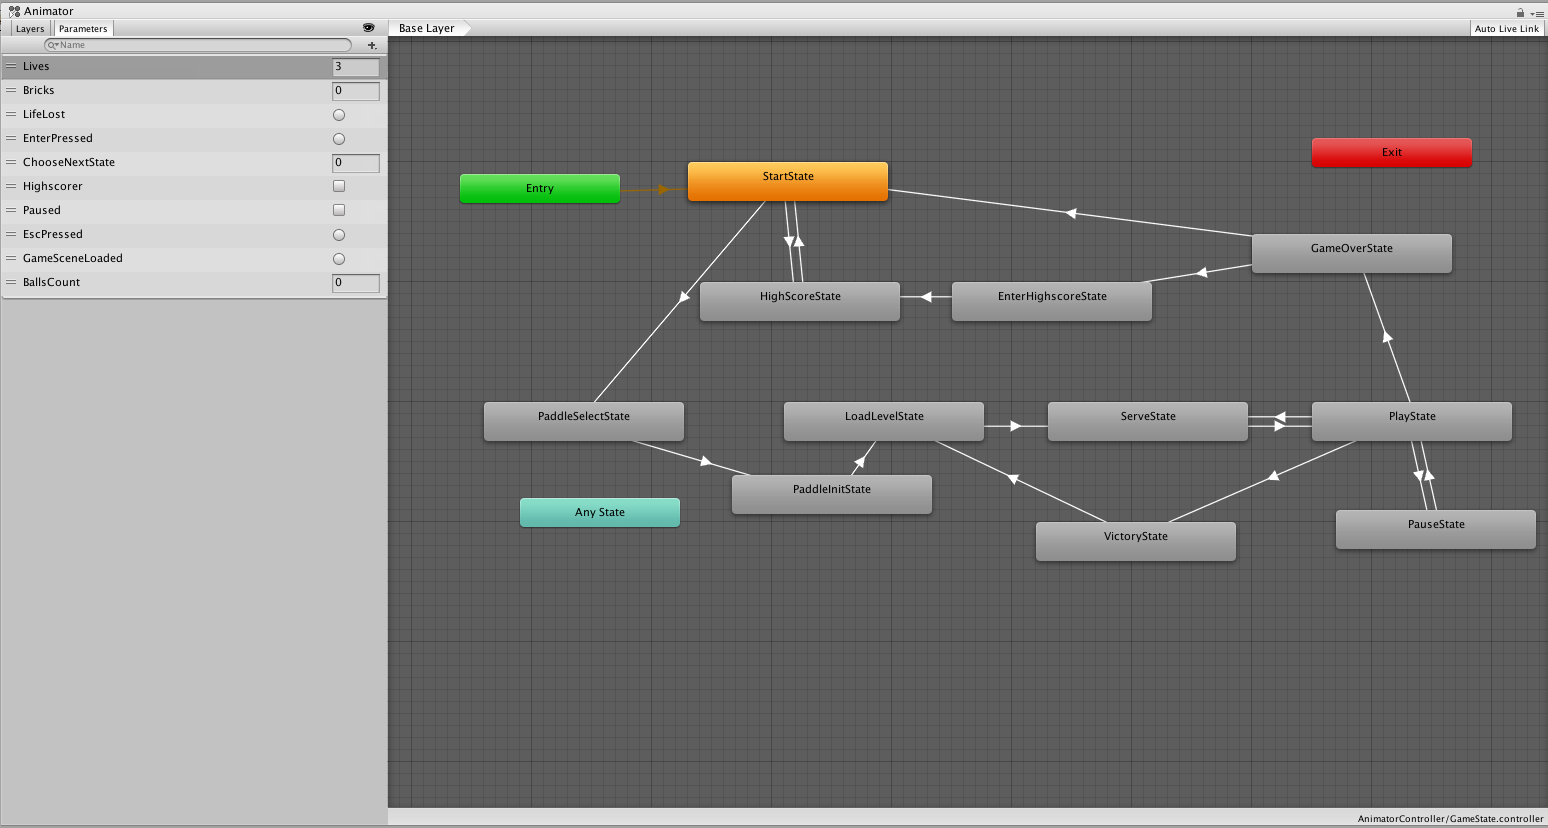 Animator
Layers
Parameters
Base Layer
Auto Live Link
Name
Lives
3
Bricks
0
LifeLost
EnterPressed
ChooseNextState
0
Highscorer
Paused
EscPressed
GameSceneLoaded
BallsCount
0
Exit
StartState
Entry
GameOverState
HighScoreState
EnterHighscoreState
PaddleSelectState
LoadLevelState
ServeState
PlayState
PaddleInitState
Any State
PauseState
VictoryState
AnimatorController/GameState.controller